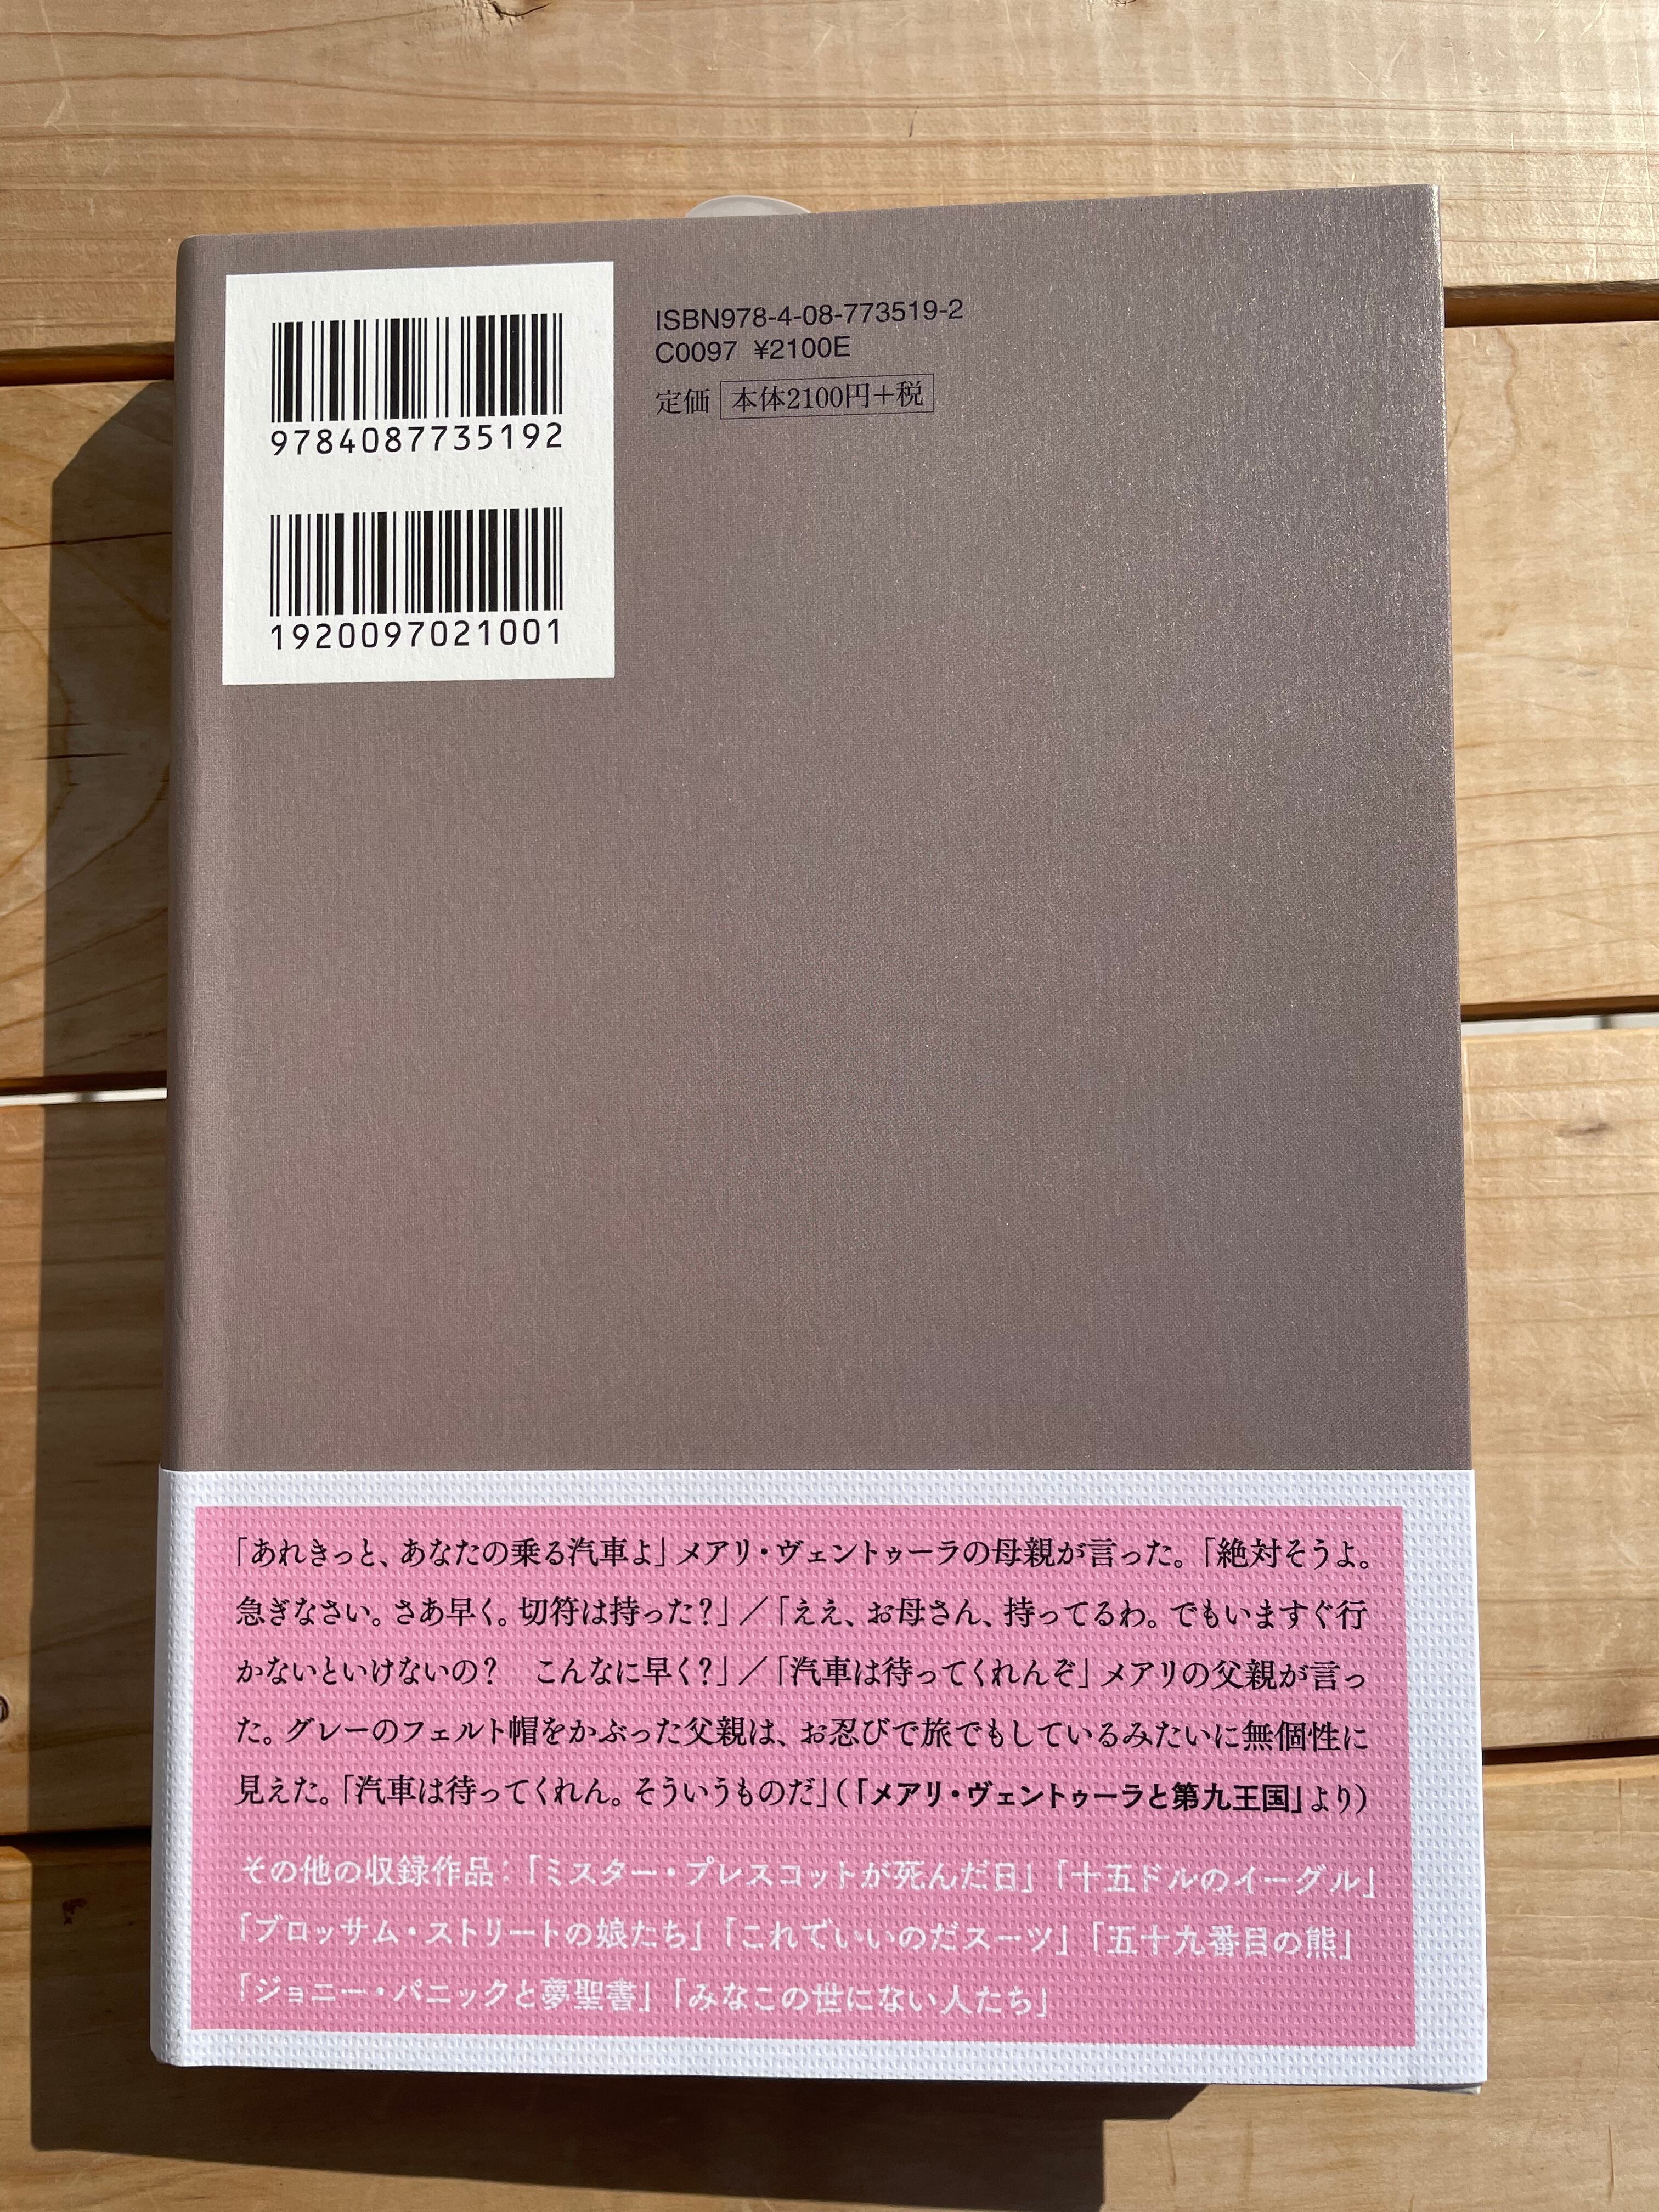 ISBN978-4-08-773519-2
C0097 ¥2100E
定価 本体2100円+税
9784087735192
1920097021001
「あれきっと、あなたの乗る汽車よ」メアリ・ヴェントゥーラの母親が言った。「絶対そうよ。
急ぎなさい。さあ早く。切符は持った？」／「ええ、お母さん、持ってるわ。でもいますぐ行
かないといけないの？　こんなに早く？」／「汽車は待ってくれんぞ」メアリの父親が言っ
た。グレーのフェルト帽をかぶった父親は、お忍びで旅でもしているみたいに無個性に
見えた。「汽車は待ってくれん。そういうものだ」（「メアリ・ヴェントゥーラと第九王国」より）
その他の収録作品：「ミスター・プレスコットが死んだ日」「十五ドルのイーグル」
「ブロッサム・ストリートの娘たち」「これでいいのだスーツ」「五十九番目の熊」
「ジョニー・パニックと夢聖書」「みなこの世にない人たち」